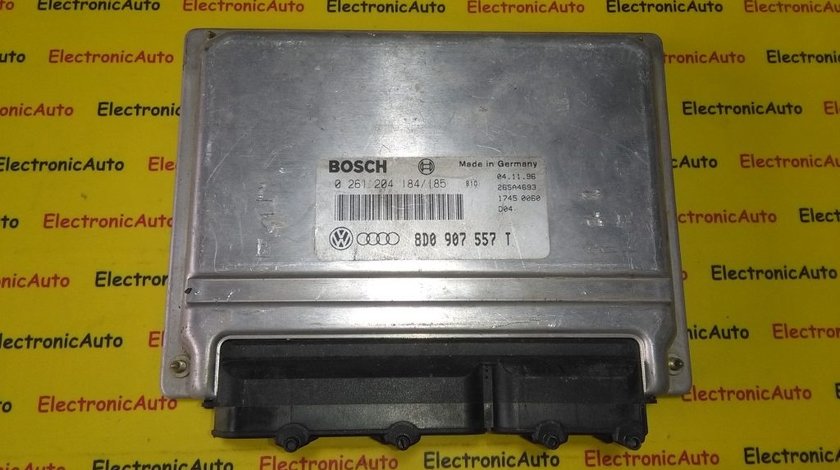 BOSCH
Made in Germany
0 261 204 184/185 B10
04.11.96
26SA4693
1745 0060
D04
8D0 907 557 T
ElectronicAuto